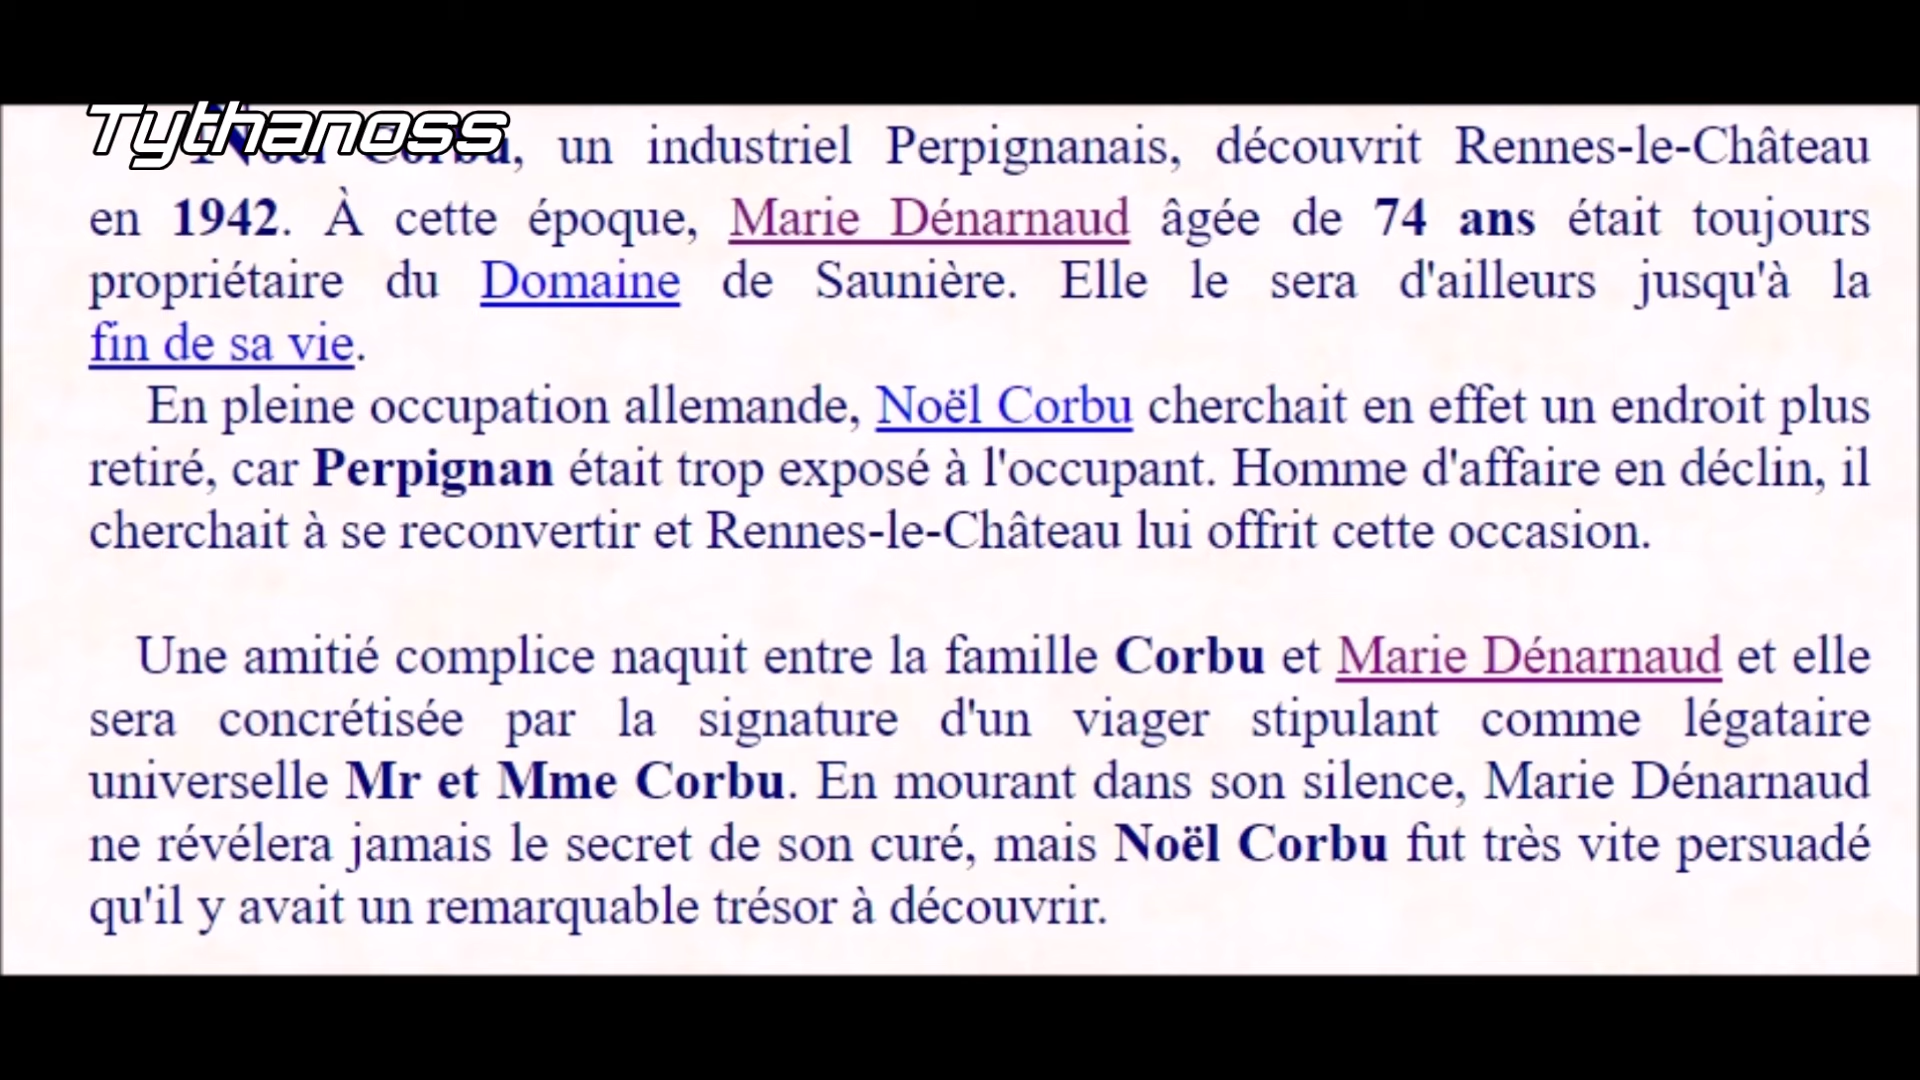 Tythanoss
Noël Corbu, un industriel Perpignanais, découvrit Rennes-le-Château
en 1942. À cette époque, Marie Dénarnaud âgée de 74 ans était toujours
propriétaire du Domaine de Saunière. Elle le sera d'ailleurs jusqu'à la
fin de sa vie.
En pleine occupation allemande, Noël Corbu cherchait en effet un endroit plus
retiré, car Perpignan était trop exposé à l'occupant. Homme d'affaire en déclin, il
cherchait à se reconvertir et Rennes-le-Château lui offrit cette occasion.
Une amitié complice naquit entre la famille Corbu et Marie Dénarnaud et elle
sera concrétisée par la signature d'un viager stipulant comme légataire
universelle Mr et Mme Corbu. En mourant dans son silence, Marie Dénarnaud
ne révélera jamais le secret de son curé, mais Noël Corbu fut très vite persuadé
qu'il y avait un remarquable trésor à découvrir.